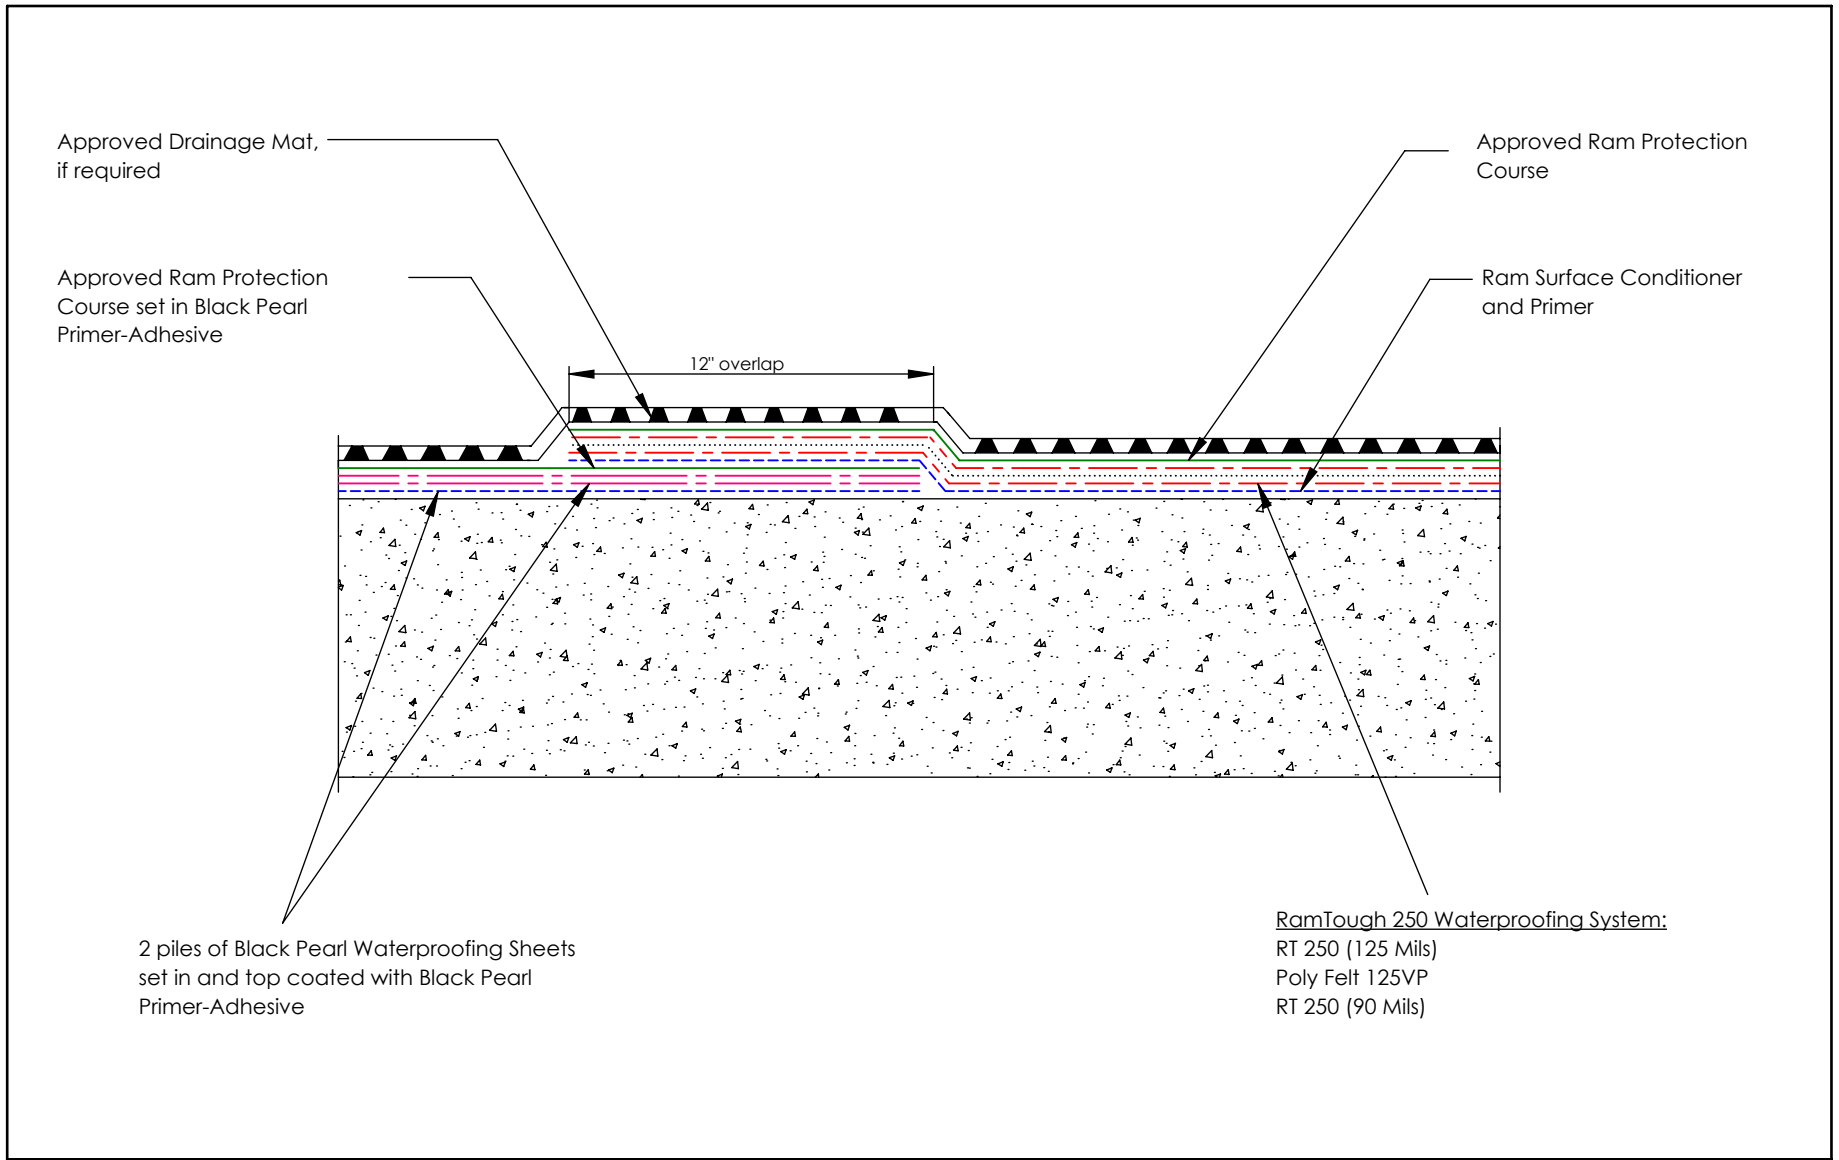 Approved Drainage Mat,
if required
Approved Ram Protection
Course
Approved Ram Protection
Course set in Black Pearl
Primer-Adhesive
Ram Surface Conditioner
and Primer
12" overlap
2 piles of Black Pearl Waterproofing Sheets
set in and top coated with Black Pearl
Primer-Adhesive
RamTough 250 Waterproofing System:
RT 250 (125 Mils)
Poly Felt 125VP
RT 250 (90 Mils)